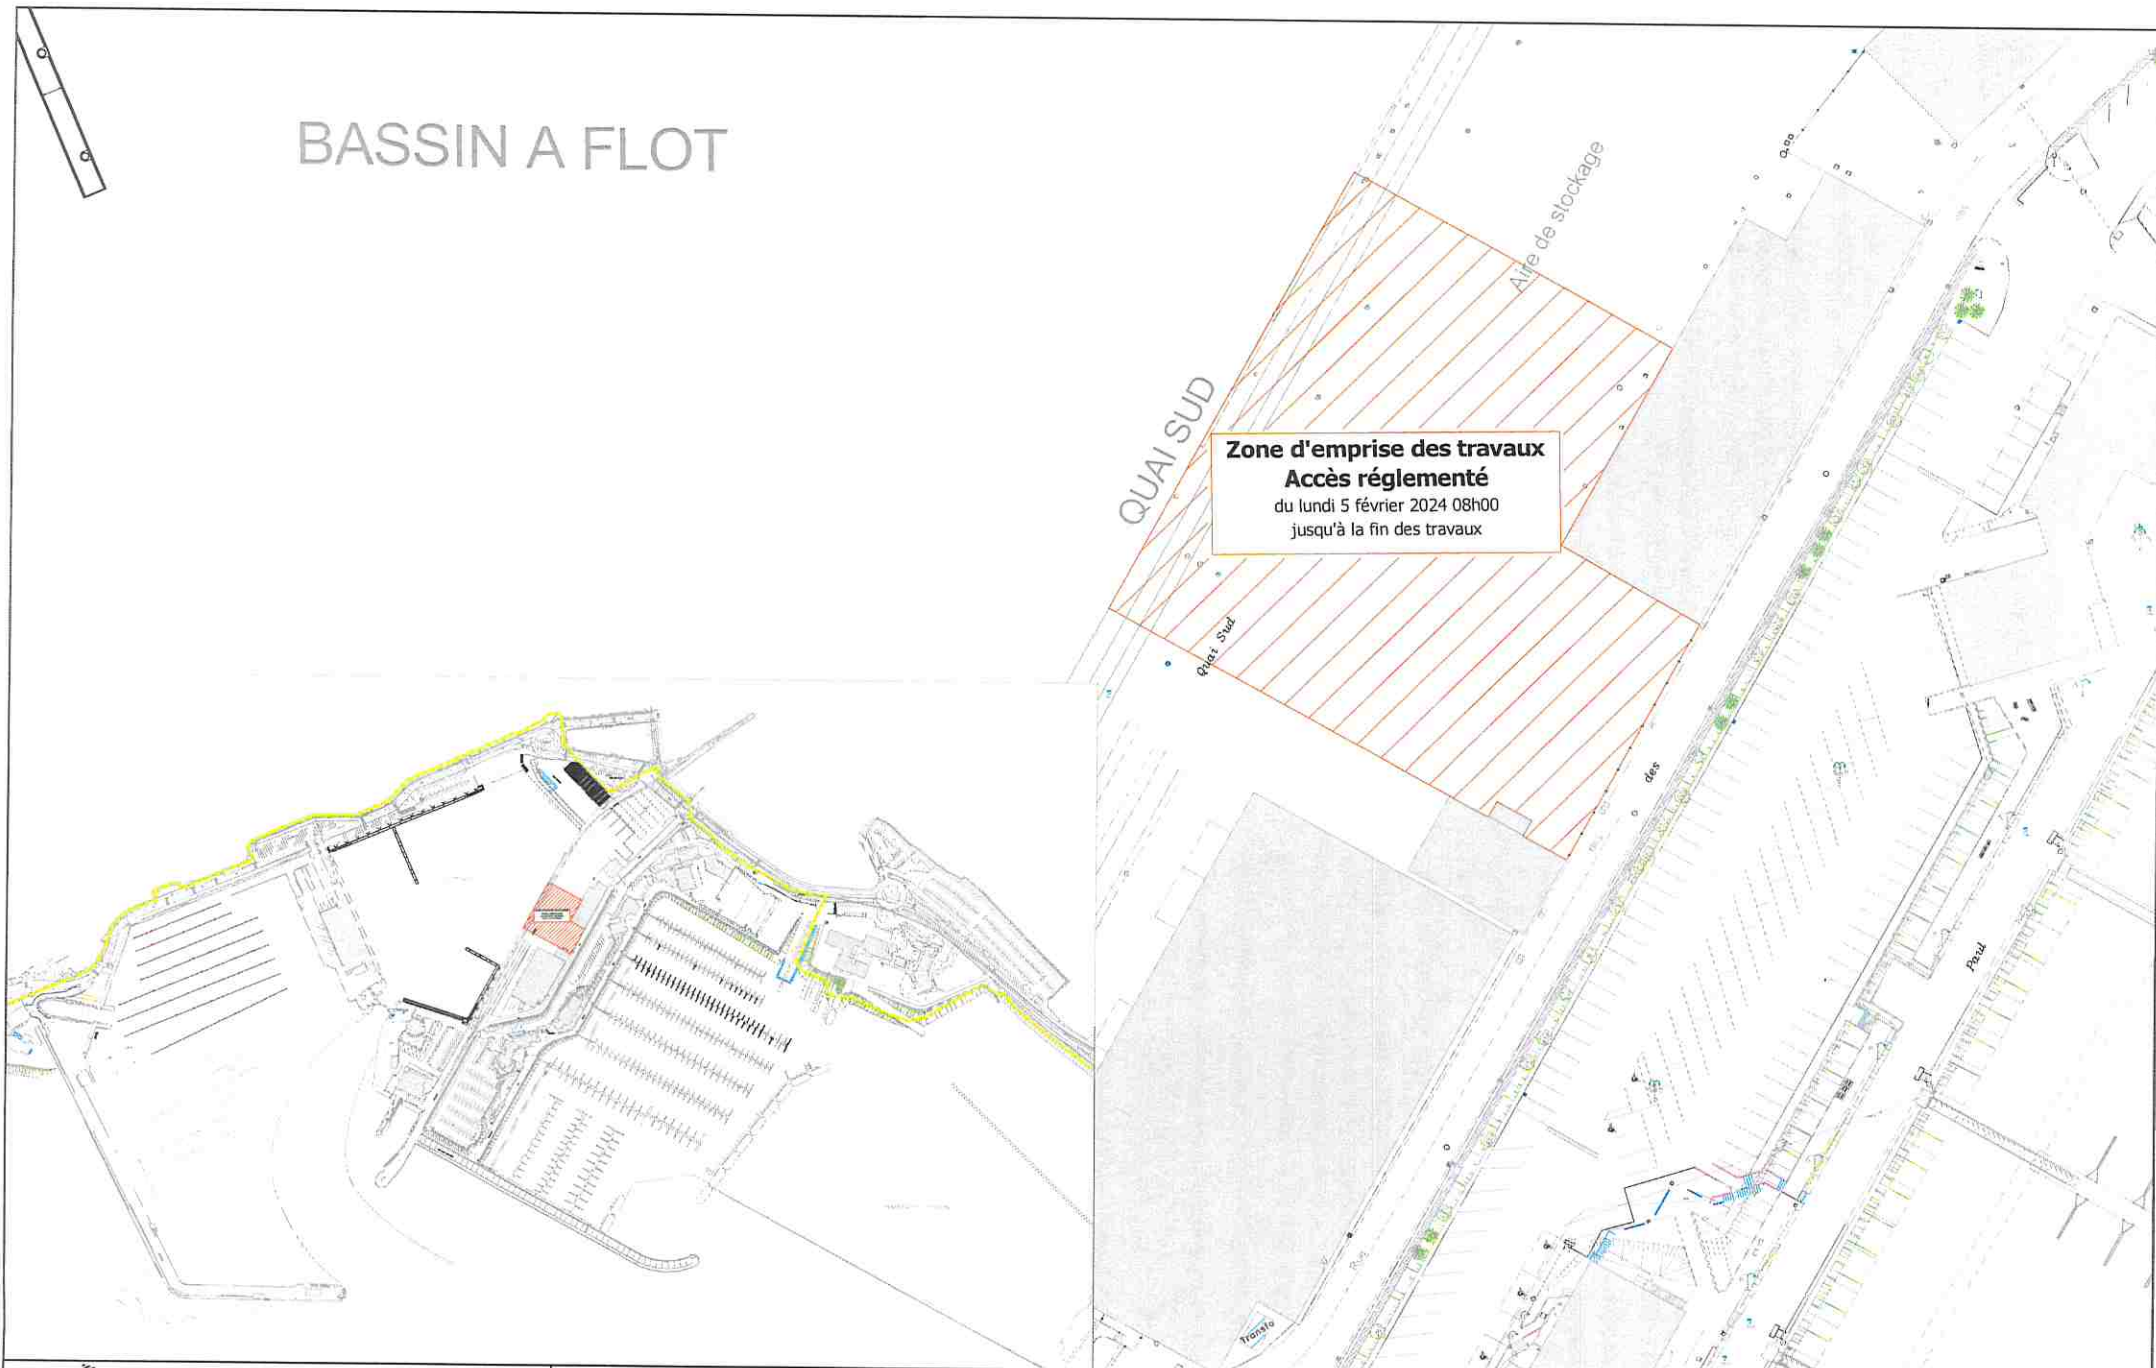 BASSIN A FLOT
Aire de stockage
QUAI SUD
Zone d'emprise des travaux
Accès réglementé
du lundi 5 février 2024 08h00
jusqu'à la fin des travaux
Quai Sud
des
Paul
Rue
Transfo